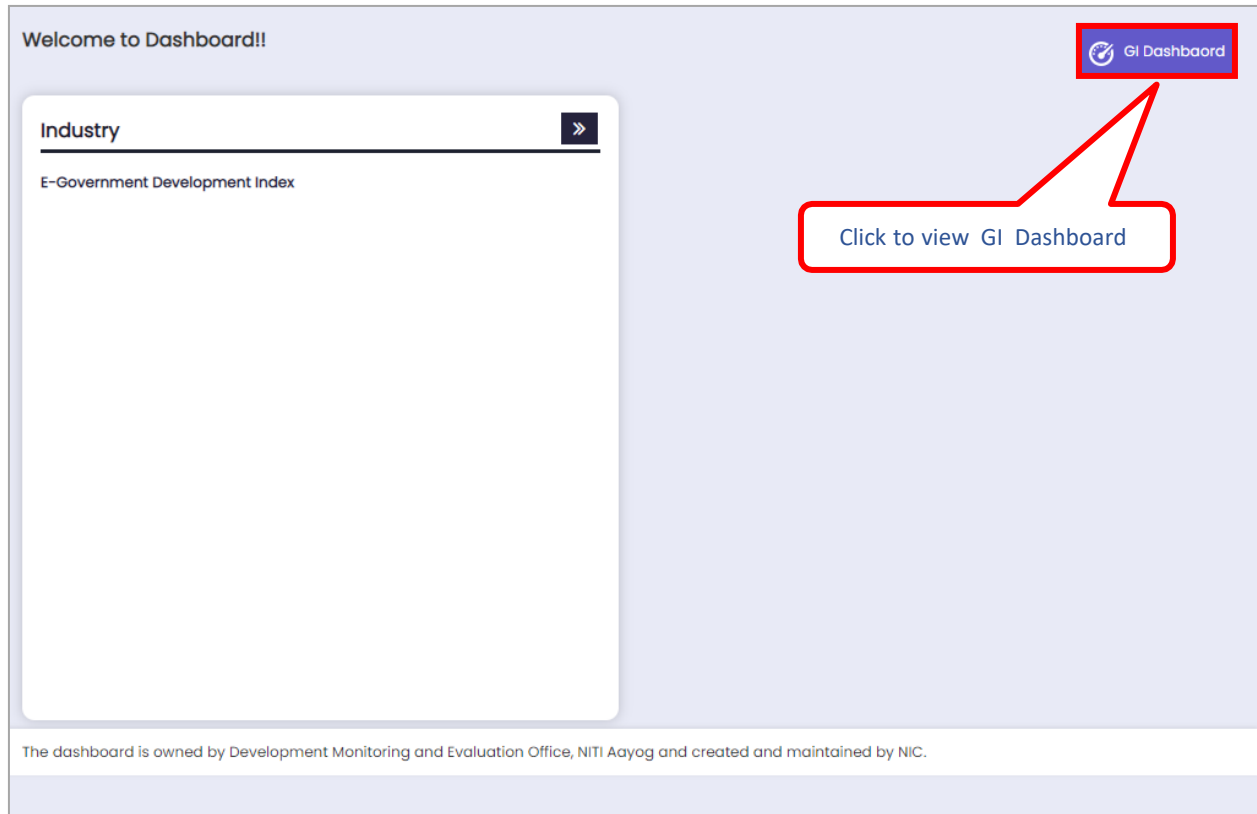 Welcome to Dashboard!!
GI Dashbaord
Industry
E-Government Development Index
Click to view GI Dashboard
The dashboard is owned by Development Monitoring and Evaluation Office, NITI Aayog and created and maintained by NIC.